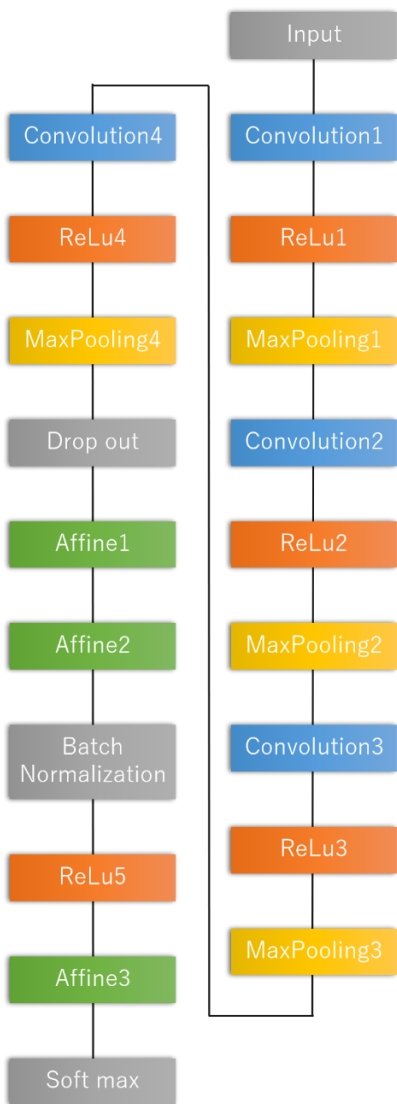 Input
Convolution1
ReLu1
MaxPooling1
Convolution2
ReLu2
MaxPooling2
Convolution3
ReLu3
MaxPooling3
Convolution4
ReLu4
MaxPooling4
Drop out
Affine1
Affine2
Batch
Normalization
ReLu5
Affine3
Soft max